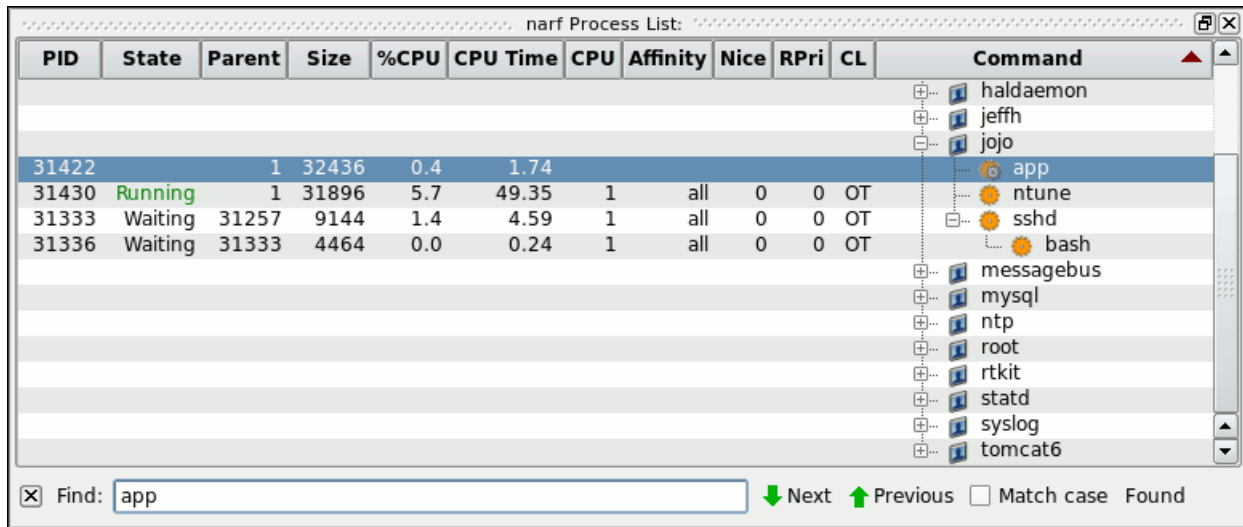 narf Process List:
PID State Parent Size %CPU CPU Time CPU Affinity Nice RPri CL Command
haldaemon
jeffh
jojo
31422 1 32436 0.4 1.74 app
31430 Running 1 31896 5.7 49.35 1 all 0 0 OT ntune
31333 Waiting 31257 9144 1.4 4.59 1 all 0 0 OT sshd
31336 Waiting 31333 4464 0.0 0.24 1 all 0 0 OT bash
messagebus
mysql
ntp
root
rtkit
statd
syslog
tomcat6
Find: app Next Previous Match case Found